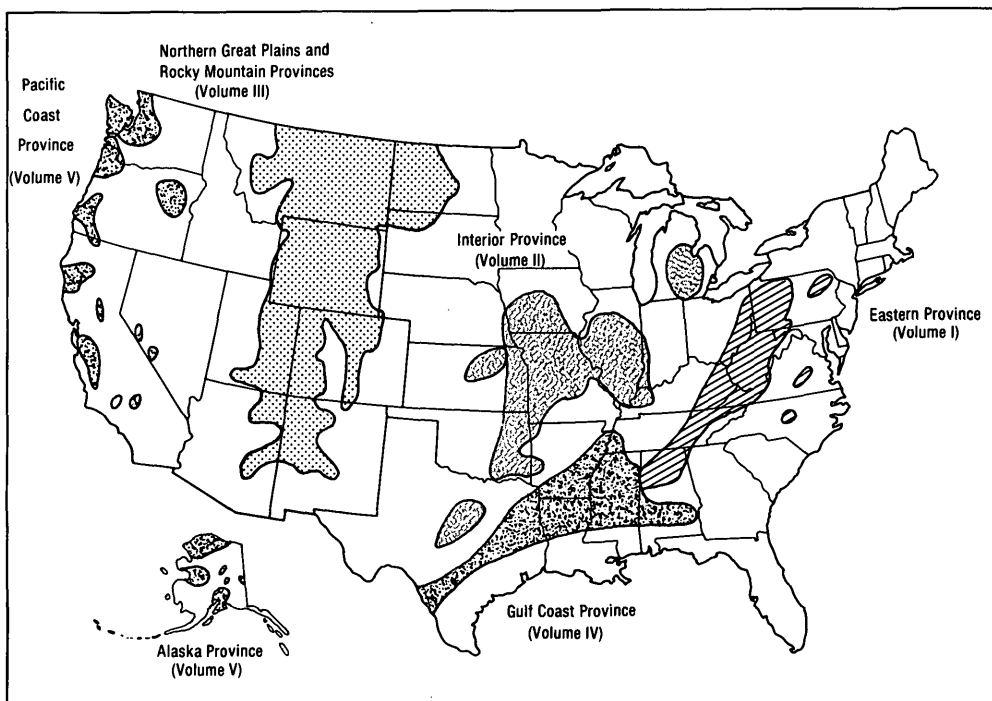 Northern Great Plains and
Rocky Mountain Provinces
(Volume III)
Pacific
Coast
Province
(Volume V)
Interior Province
(Volume II)
Eastern Province
(Volume I)
Gulf Coast Province
(Volume IV)
Alaska Province
(Volume V)